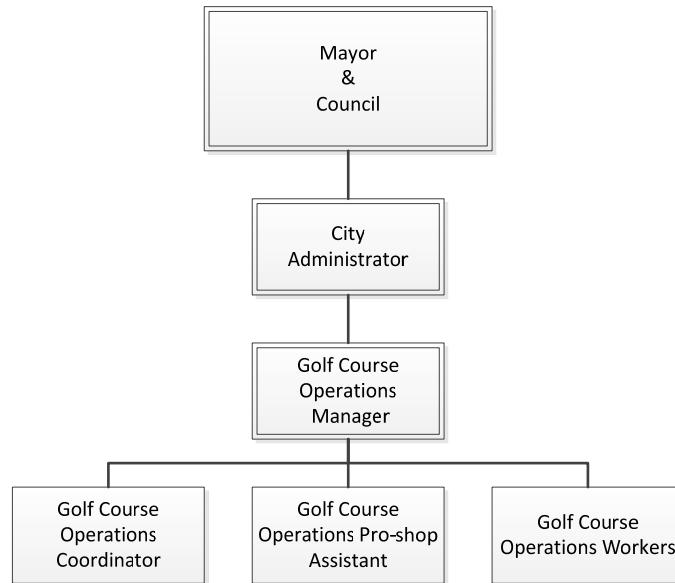 Mayor
&
Council
City
Administrator
Golf Course
Operations
Manager
Golf Course
Operations
Coordinator
Golf Course
Operations Pro-shop
Assistant
Golf Course
Operations Workers